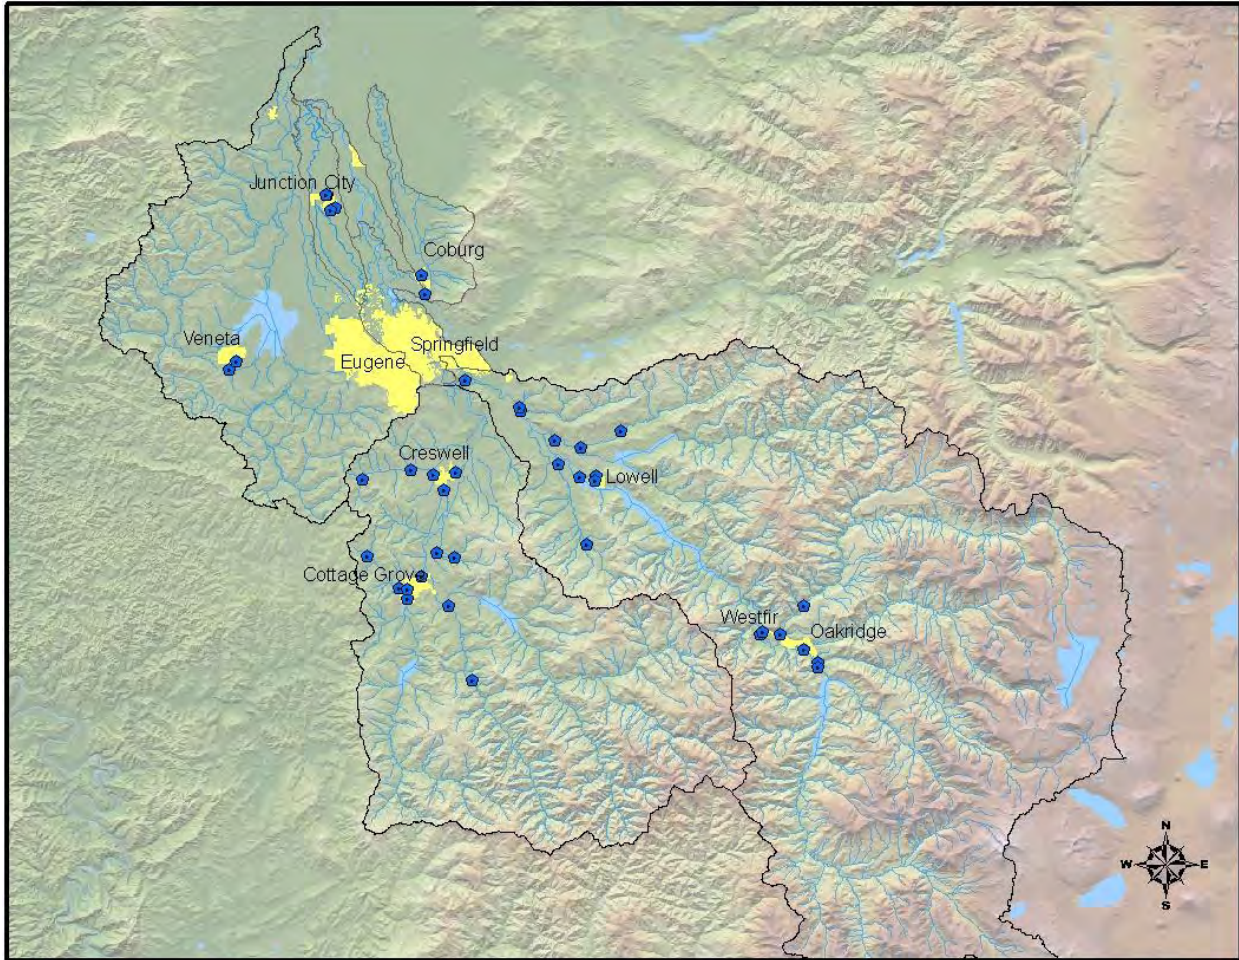 Junction City
Coburg
Veneta
Springfield
Eugene
Creswell
Lowell
Cottage Grove
Westfir
Oakridge
N
W E
S